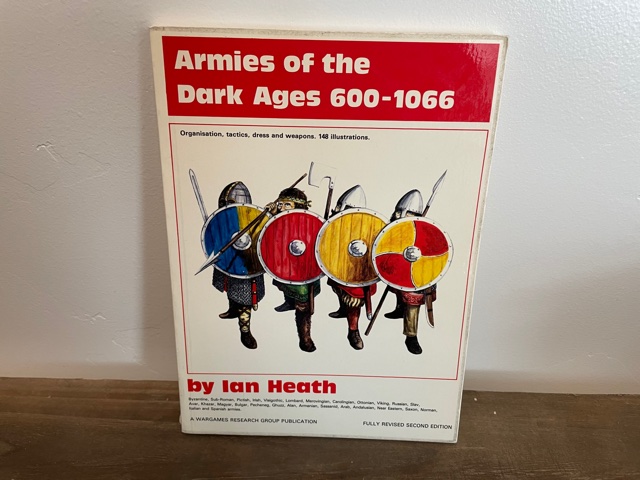 Armies of the
Dark Ages 600-1066
Organisation, tactics, dress and weapons. 148 illustrations.
by Ian Heath
Byzantine, Sub-Roman, Pictish, Irish, Visigothic, Lombard, Merovingian, Carolingian, Ottonian, Viking, Russian, Slav,
Avar, Khazar, Magyar, Bulgar, Pecheneg, Ghuzz, Alan, Armenian, Sassanid, Arab, Andalusian, Near Eastern, Saxon, Norman,
Italian and Spanish armies.
A WARGAMES RESEARCH GROUP PUBLICATION
FULLY REVISED SECOND EDITION